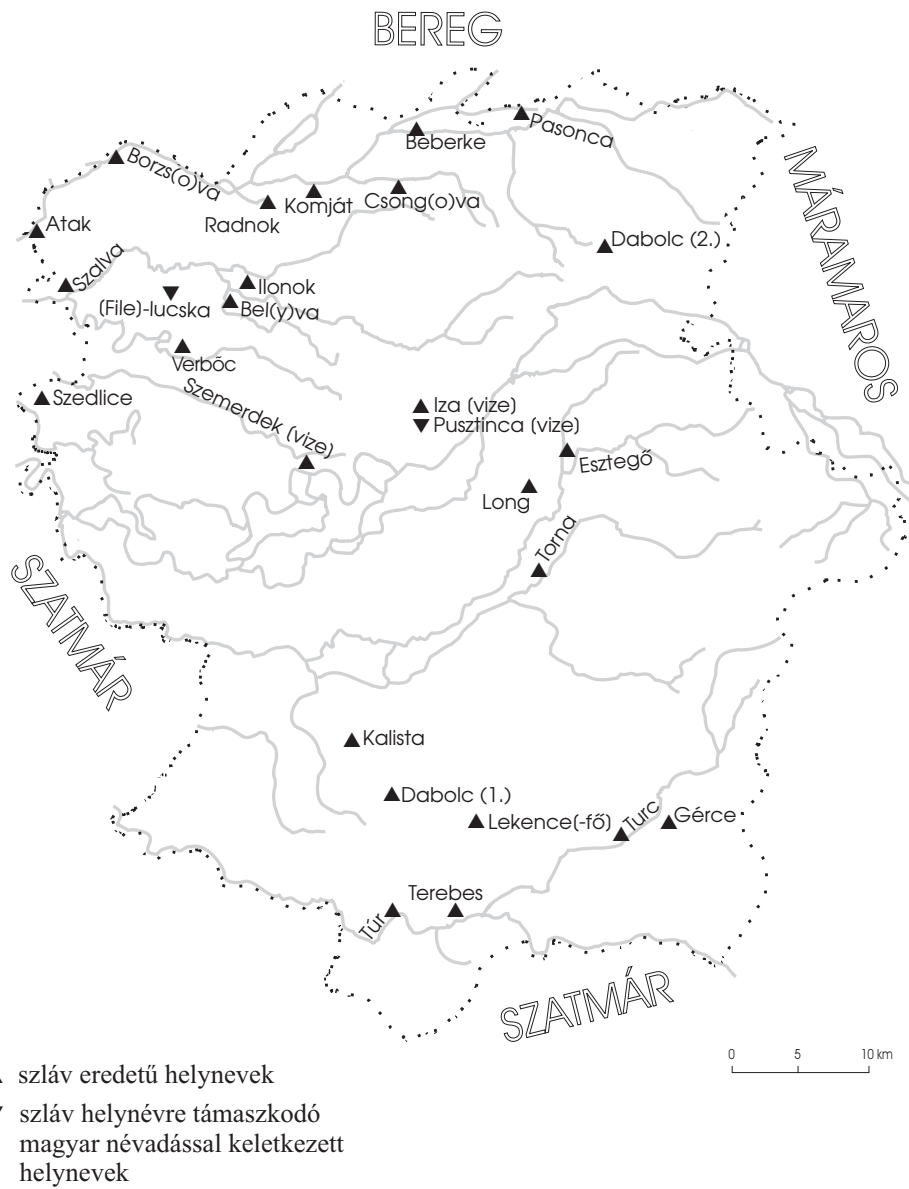 BEREG
Pasonca
Beberke
Borzs(o)va
Csong(o)va
Komját
Radnok
Atak
Dabolc (2.)
MÁRAMAROS
Szalva
Ilonok
(File)-lucska
Bel(y)va
Verbőc
Szedlice
Szemerdek (vize)
Iza (vize)
Pusztinca (vize)
Esztegő
Long
Torna
SZATMÁR
Kalista
Dabolc (1.)
Lekence(-fő)
Turc
Gérce
Terebes
Túr
SZATMÁR
0 5 10 km
szláv eredetű helynevek
szláv helynévre támaszkodó
magyar névadással keletkezett
helynevek